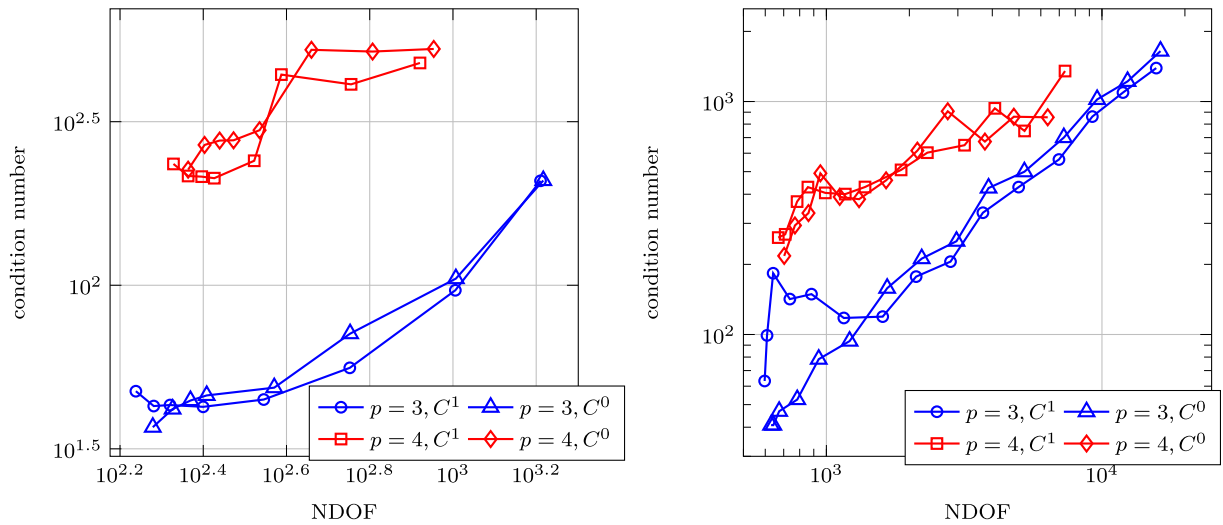 condition number
10^2.5
10^2
10^1.5
10^2.2
10^2.4
10^2.6
10^2.8
10^3
10^3.2
NDOF
p = 3, C^1
p = 3, C^0
p = 4, C^1
p = 4, C^0
condition number
10^3
10^2
10^3
10^4
NDOF
p = 3, C^1
p = 3, C^0
p = 4, C^1
p = 4, C^0